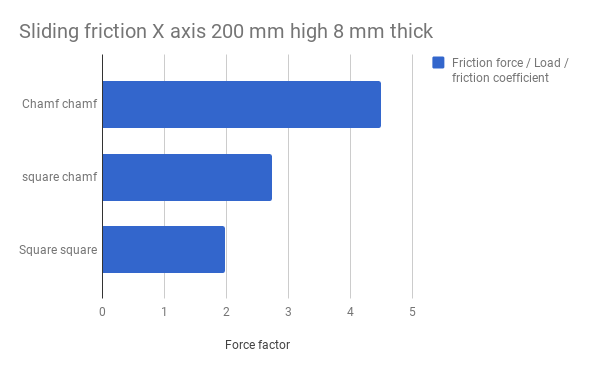 Sliding friction X axis 200 mm high 8 mm thick
Friction force / Load /
friction coefficient
Chamf chamf
square chamf
Square square
0 1 2 3 4 5
Force factor